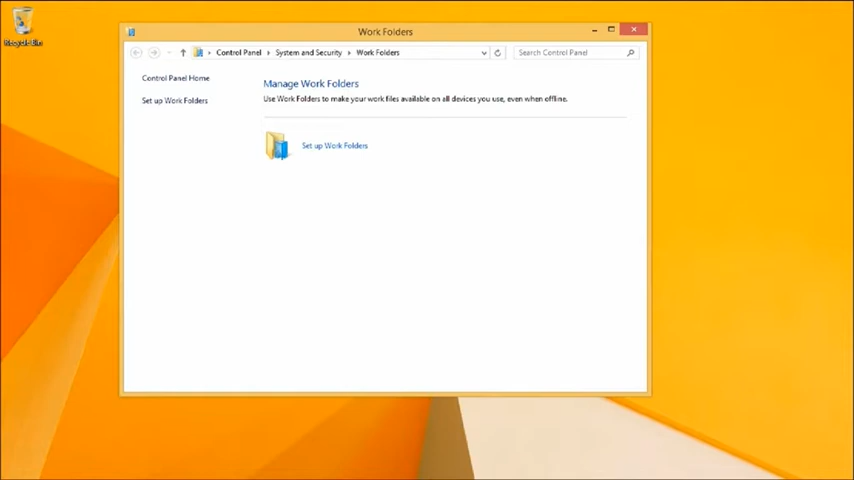 Recycle Bin
Work Folders
Control Panel
System and Security
Work Folders
Search Control Panel
Control Panel Home
Set up Work Folders
Manage Work Folders
Use Work Folders to make your work files available on all devices you use, even when offline.
Set up Work Folders